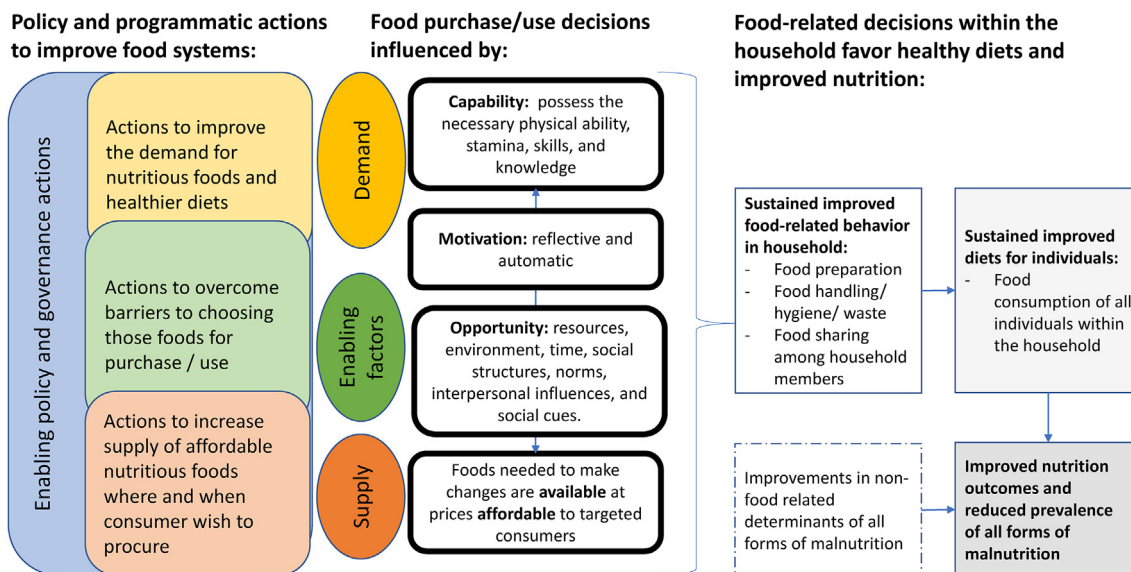 Policy and programmatic actions
to improve food systems:
Food purchase/use decisions
influenced by:
Food-related decisions within the
household favor healthy diets and
improved nutrition:
Enabling policy and governance actions
Actions to improve
the demand for
nutritious foods and
healthier diets
Actions to overcome
barriers to choosing
those foods for
purchase / use
Actions to increase
supply of affordable
nutritious foods
where and when
consumer wish to
procure
Demand
Enabling
factors
Supply
Capability: possess the
necessary physical ability,
stamina, skills, and
knowledge
Motivation: reflective and
automatic
Opportunity: resources,
environment, time, social
structures, norms,
interpersonal influences, and
social cues.
Foods needed to make
changes are available at
prices affordable to targeted
consumers
Sustained improved
food-related behavior
in household:
- Food preparation
- Food handling/
hygiene/ waste
- Food sharing
among household
members
Sustained improved
diets for individuals:
- Food
consumption of all
individuals within
the household
Improvements in non-
food related
determinants of all
forms of malnutrition
Improved nutrition
outcomes and
reduced prevalence
of all forms of
malnutrition